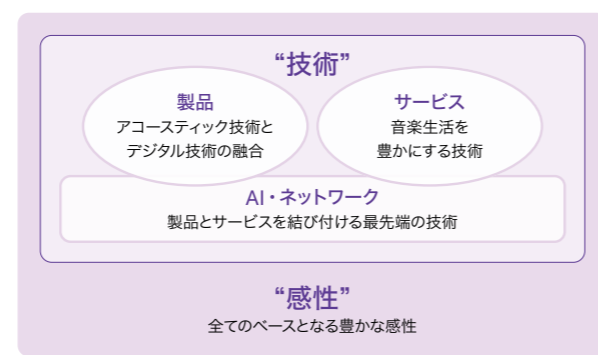 “技術”
製品
アコースティック技術と
デジタル技術の融合
サービス
音楽生活を
豊かにする技術
AI・ネットワーク
製品とサービスを結び付ける最先端の技術
“感性”
全てのベースとなる豊かな感性